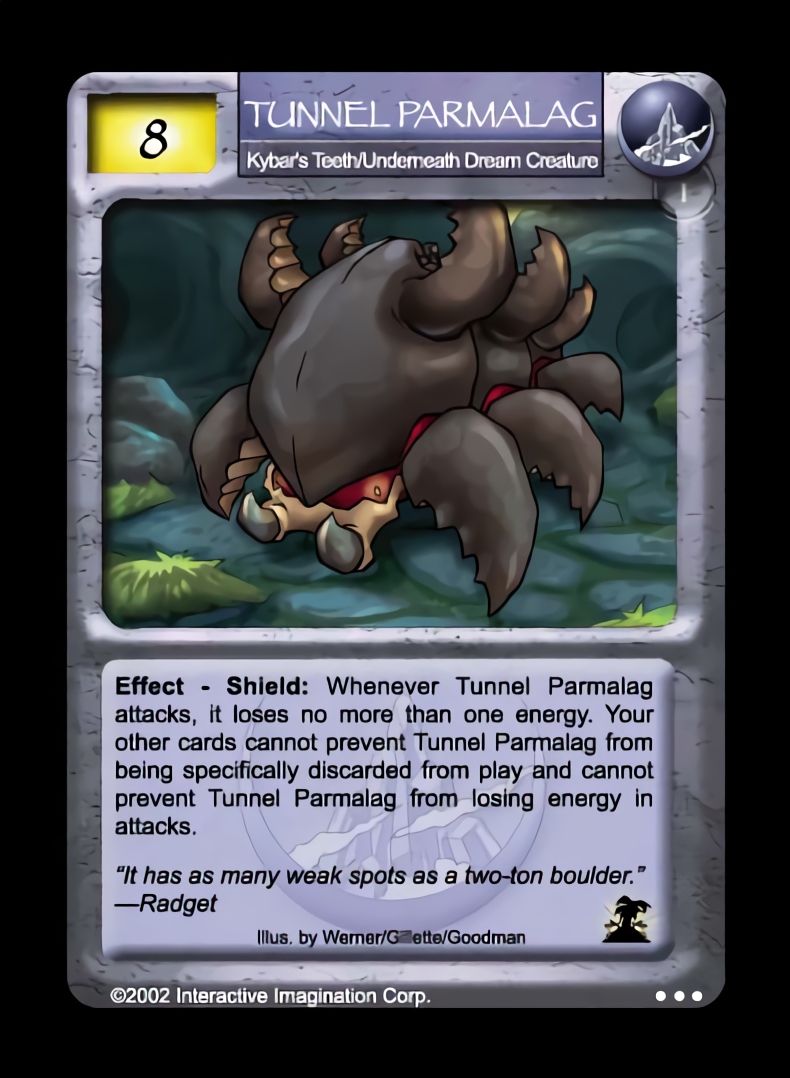 8
TUNNEL PARMALAG
Kybar's Teeth/Underneath Dream Creature
1
Effect - Shield: Whenever Tunnel Parmalag
attacks, it loses no more than one energy. Your
other cards cannot prevent Tunnel Parmalag from
being specifically discarded from play and cannot
prevent Tunnel Parmalag from losing energy in
attacks.
“It has as many weak spots as a two-ton boulder.”
—Radget
Illus. by Werner/Goodman
©2002 Interactive Imagination Corp.